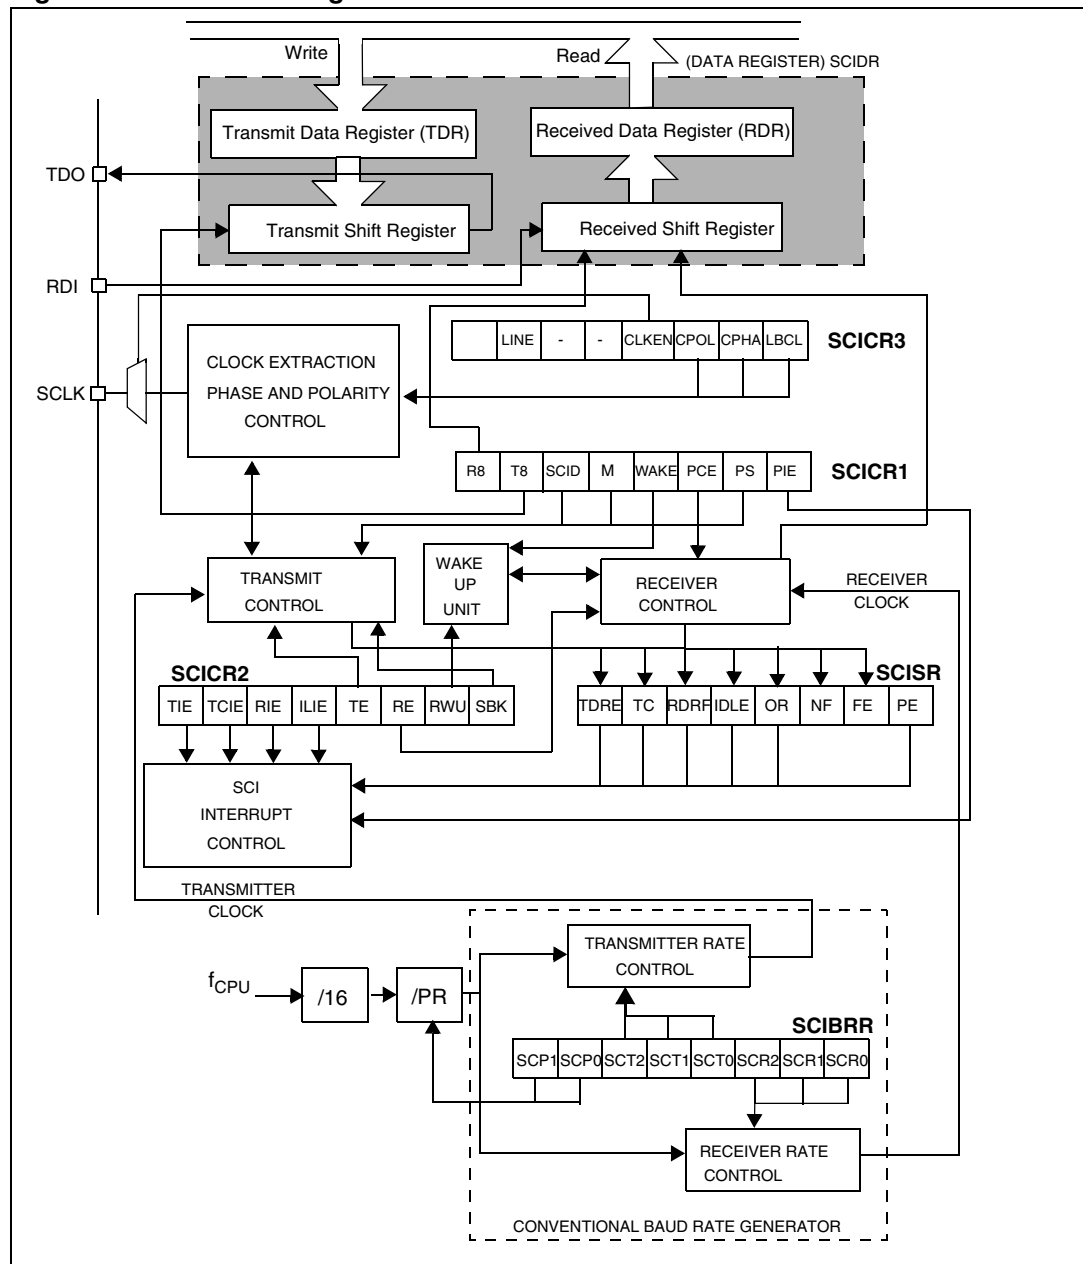 Write
Read
(DATA REGISTER) SCIDR
Transmit Data Register (TDR)
Received Data Register (RDR)
TDO
Transmit Shift Register
Received Shift Register
RDI
LINE - - CLKEN CPOL CPHA LBCL
SCICR3
CLOCK EXTRACTION
PHASE AND POLARITY
CONTROL
SCLK
R8 T8 SCID M WAKE PCE PS PIE
SCICR1
TRANSMIT
CONTROL
WAKE
UP
UNIT
RECEIVER
CONTROL
RECEIVER
CLOCK
SCICR2
TIE TCIE RIE ILIE TE RE RWU SBK
SCISR
TDRE TC RDRF IDLE OR NF FE PE
SCI
INTERRUPT
CONTROL
TRANSMITTER
CLOCK
TRANSMITTER RATE
CONTROL
fCPU
/16
/PR
SCIBRR
SCP1 SCP0 SCT2 SCT1 SCT0 SCR2 SCR1 SCR0
RECEIVER RATE
CONTROL
CONVENTIONAL BAUD RATE GENERATOR